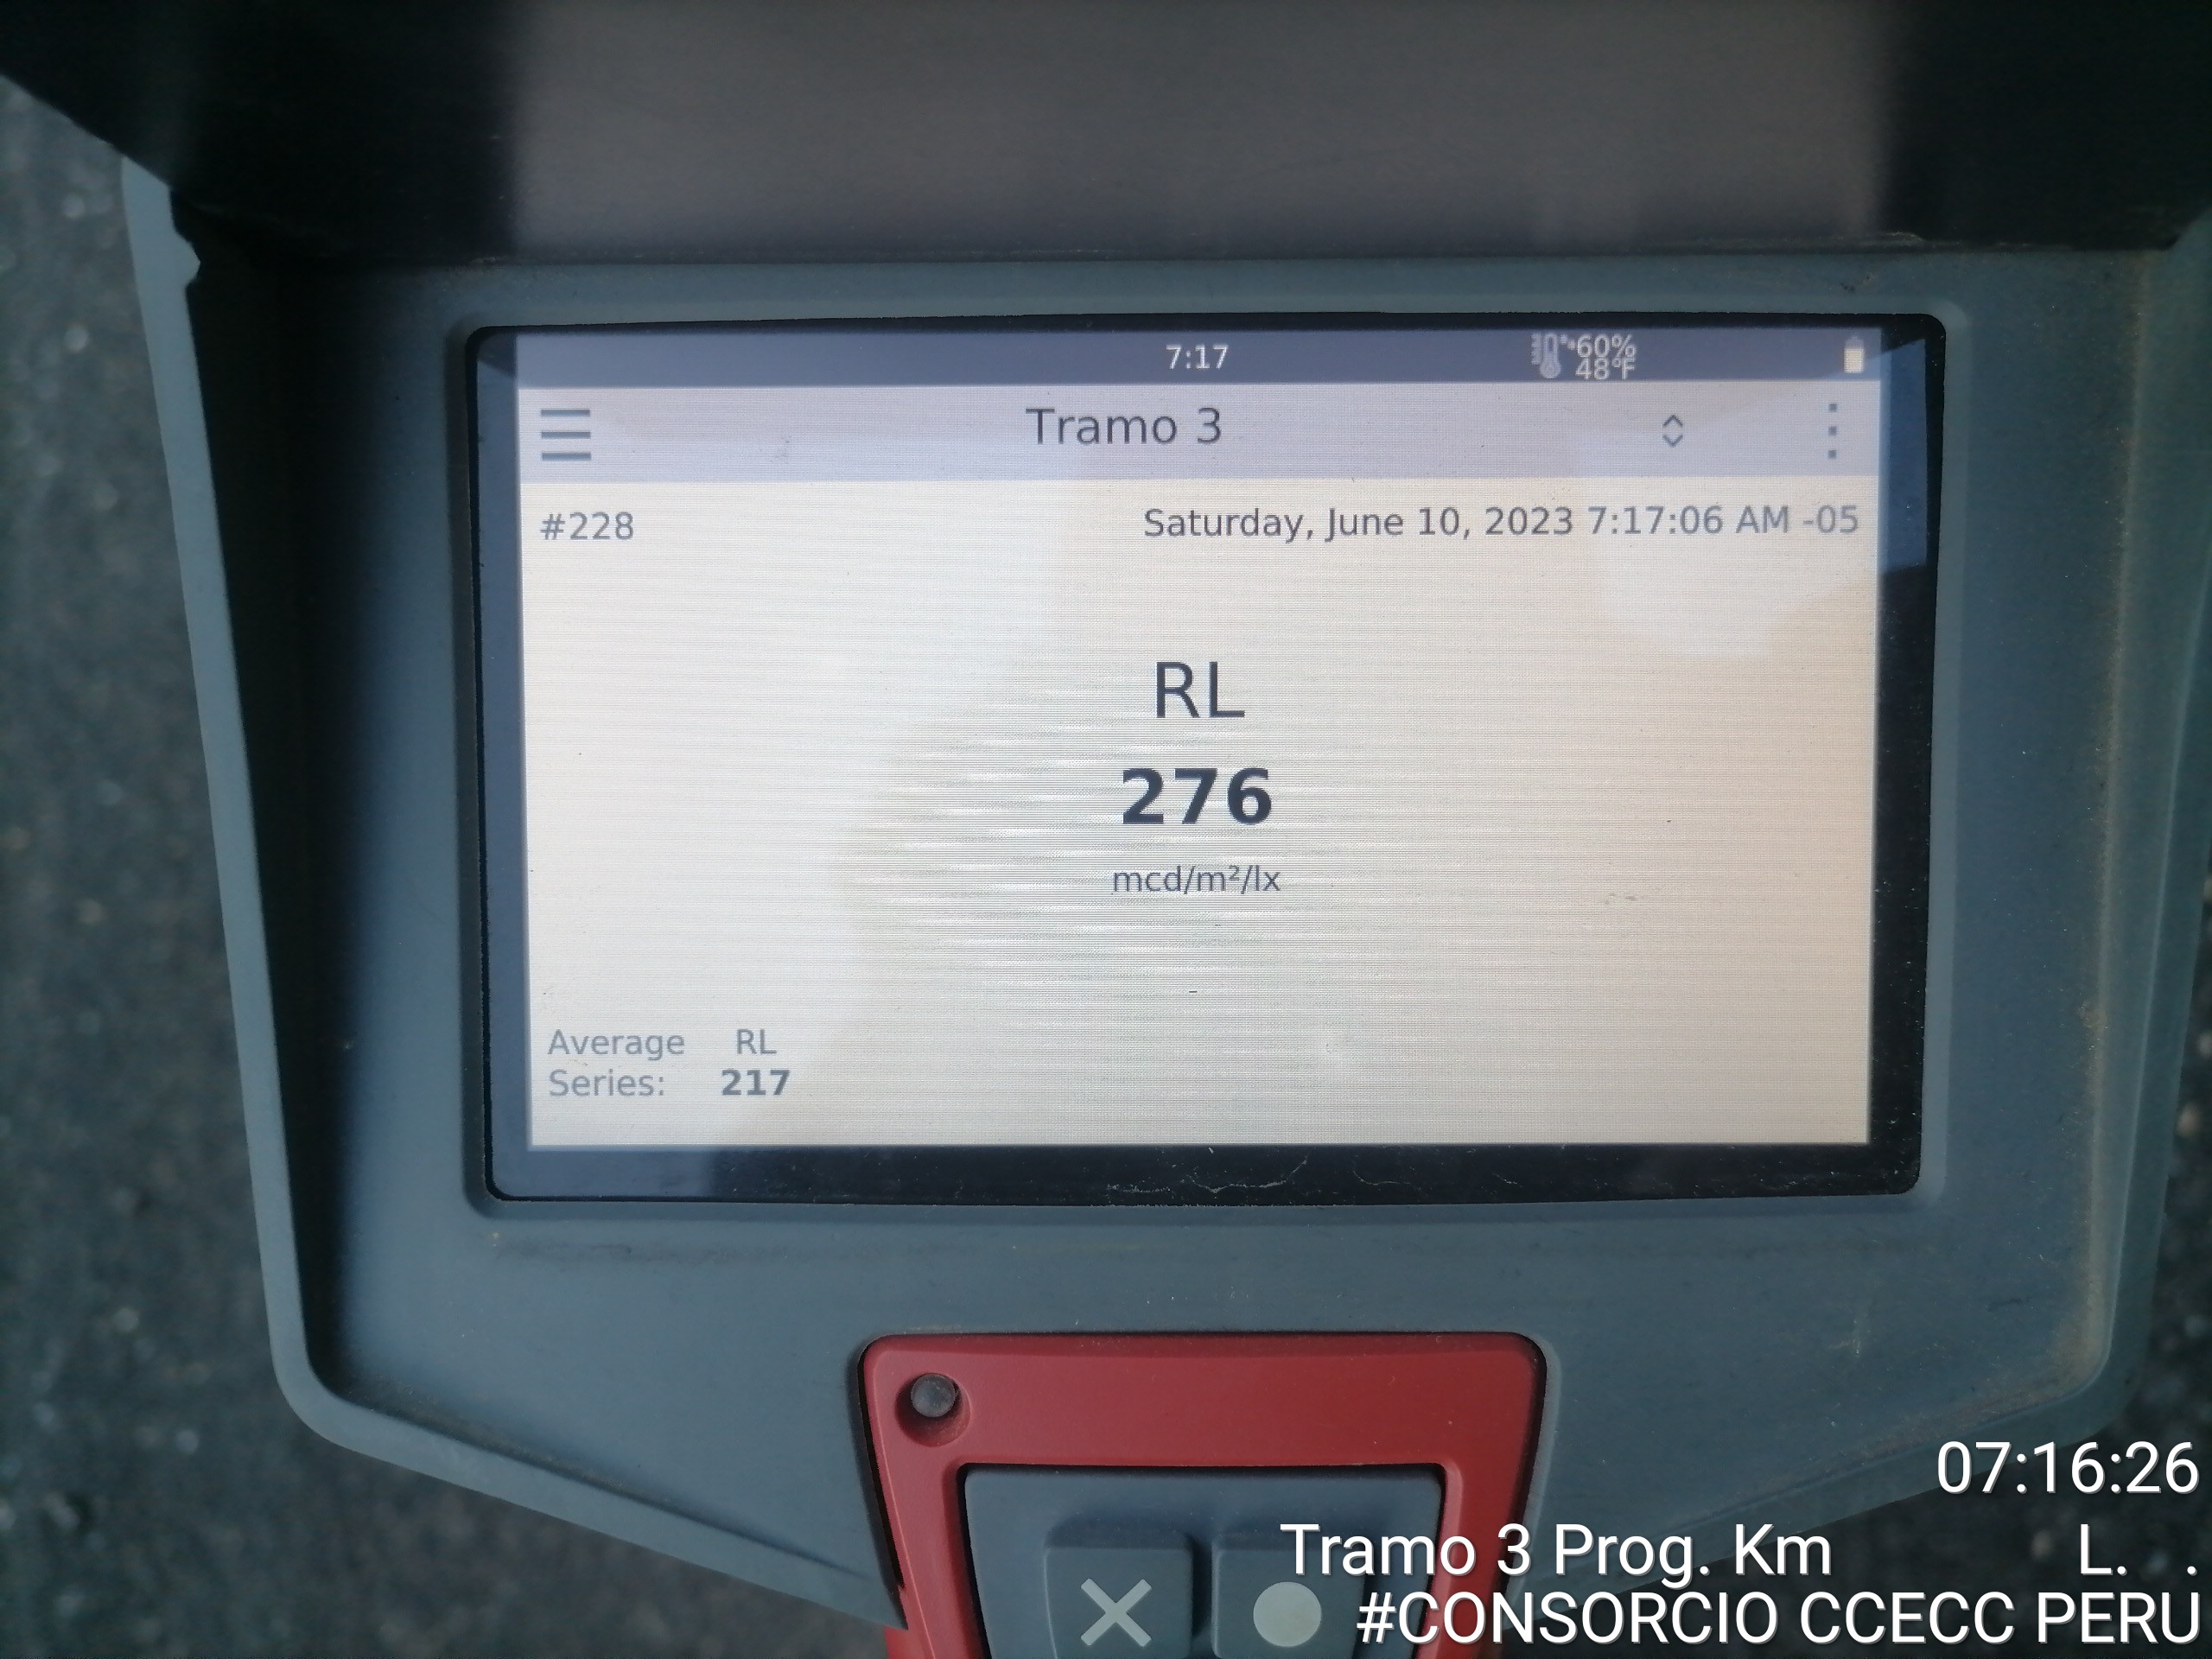 7:17
60%
48°F
Tramo 3
#228
Saturday, June 10, 2023 7:17:06 AM -05
RL
276
mcd/m²/lx
Average RL
Series: 217
07:16:26
Tramo 3 Prog. Km L. .
#CONSORCIO CCECC PERU